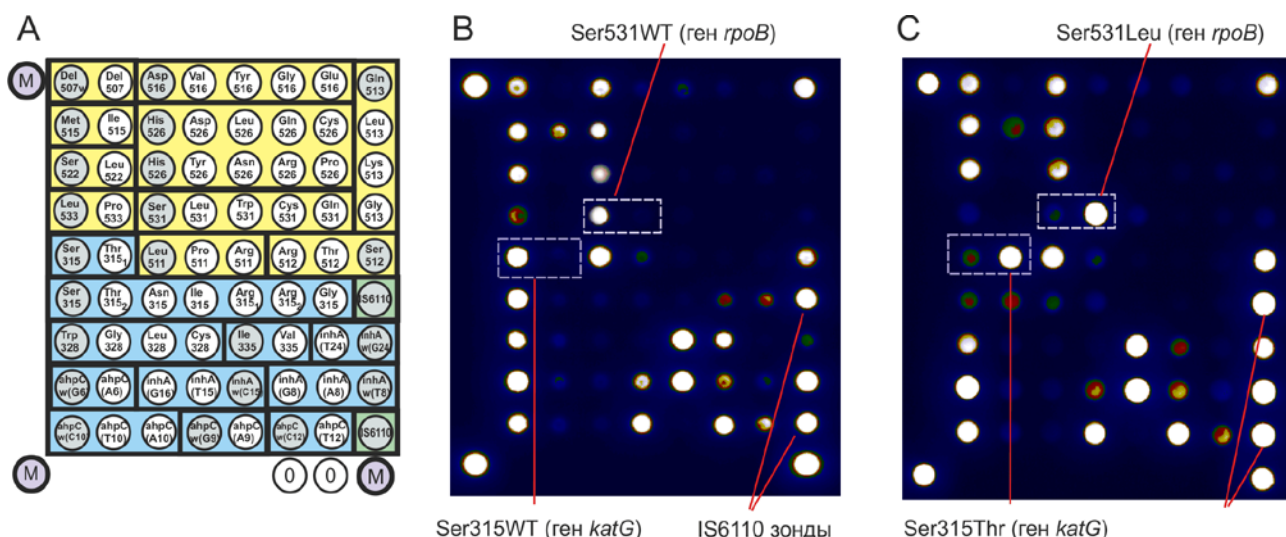 A
B
C
Ser531WT (ген rpoB)
Ser531Leu (ген rpoB)
M
Del 507w
Del 507
Asp 516
Val 516
Tyr 516
Gly 516
Glu 516
Gln 513
Met 515
Ile 515
His 526
Asp 526
Leu 526
Gln 526
Cys 526
Leu 513
Ser 522
Leu 522
His 526
Tyr 526
Asn 526
Arg 526
Pro 526
Lys 513
Leu 533
Pro 533
Ser 531
Leu 531
Trp 531
Cys 531
Gln 531
Gly 513
Ser 315
Thr 315₁
Leu 511
Pro 511
Arg 511
Arg 512
Thr 512
Ser 512
Ser 315
Thr 315₂
Asn 315
Ile 315
Arg 315₁
Arg 315₂
Gly 315
IS6110
Trp 328
Gly 328
Leu 328
Cys 328
Ile 335
Val 335
inhA (T24)
inhA w(G24)
ahpC w(G6)
ahpC (A6)
inhA (G16)
inhA (T15)
inhA w(C15)
inhA (G8)
inhA (A8)
inhA w(T8)
ahpC w(C10)
ahpC (T10)
ahpC (A10)
ahpC w(G9)
ahpC (A9)
ahpC w(C12)
ahpC (T12)
IS6110
M
0
0
M
Ser315WT (ген katG)
IS6110 зонды
Ser315Thr (ген katG)